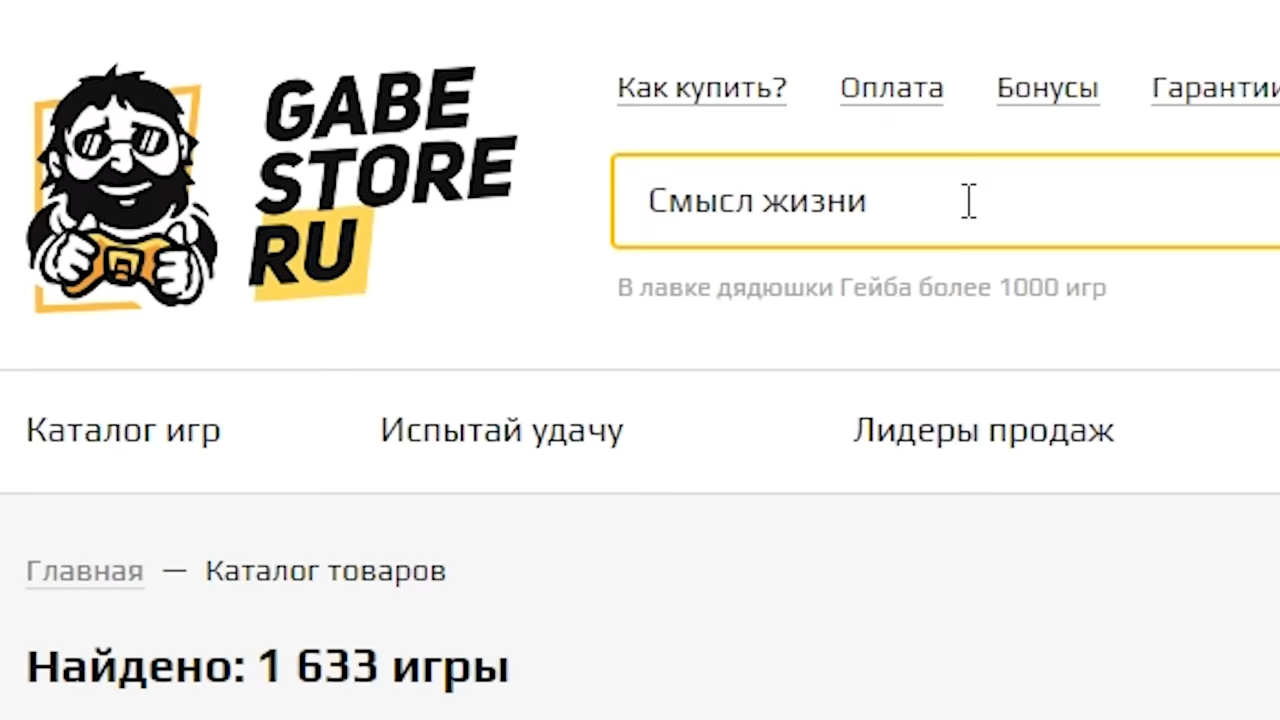 GABE
STORE
RU
Как купить? Оплата Бонусы Гарантии
Смысл жизни
В лавке дядюшки Гейба более 1000 игр
Каталог игр Испытай удачу Лидеры продаж
Главная — Каталог товаров
Найдено: 1 633 игры